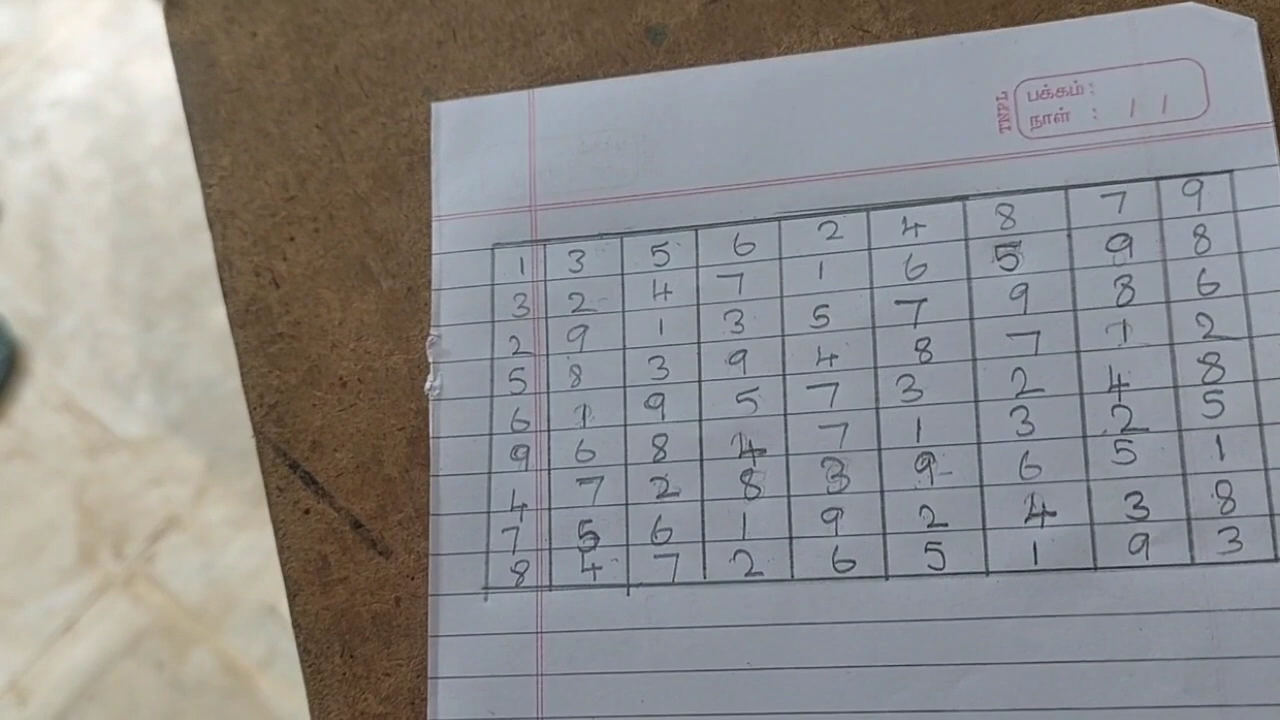 TNPL
பக்கம் :
நாள் : / /
1 3 5 6 2 4 8 7 9
3 2 4 7 1 6 5 9 8
2 9 1 3 5 7 9 8 6
5 8 3 9 4 8 7 1 2
6 1 9 5 7 3 2 4 8
9 6 8 4 7 1 3 2 5
4 7 2 8 3 9 6 5 1
7 5 6 1 9 2 4 3 8
8 4 7 2 6 5 1 9 3